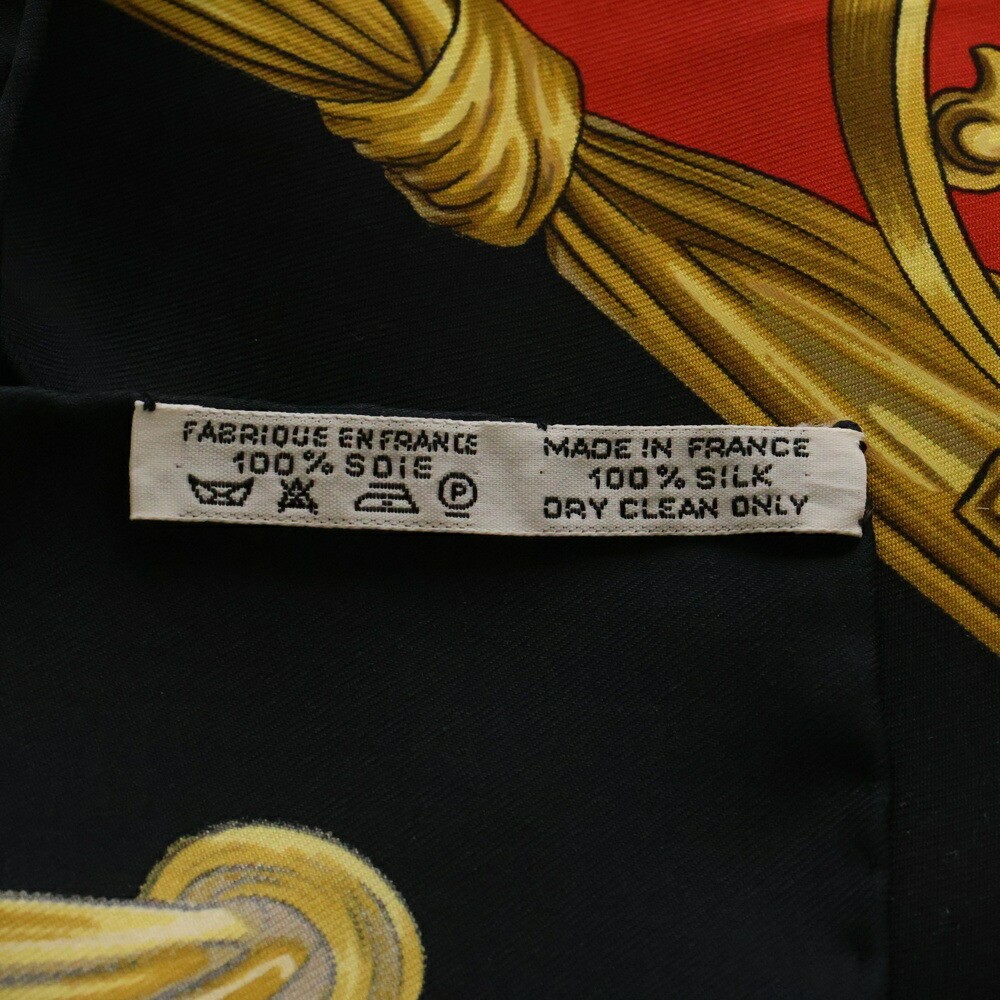 FABRIQUE EN FRANCE
100% SOIE
P
MADE IN FRANCE
100% SILK
DRY CLEAN ONLY